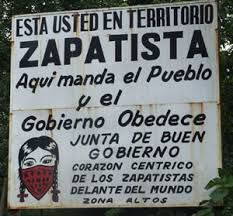 ESTA USTED EN TERRITORIO
ZAPATISTA
Aqui manda el Pueblo
y el
Gobierno Obedece
JUNTA DE BUEN
GOBIERNO
CORAZON CENTRICO
DE LOS ZAPATISTAS
DELANTE DEL MUNDO
ZONA ALTOS